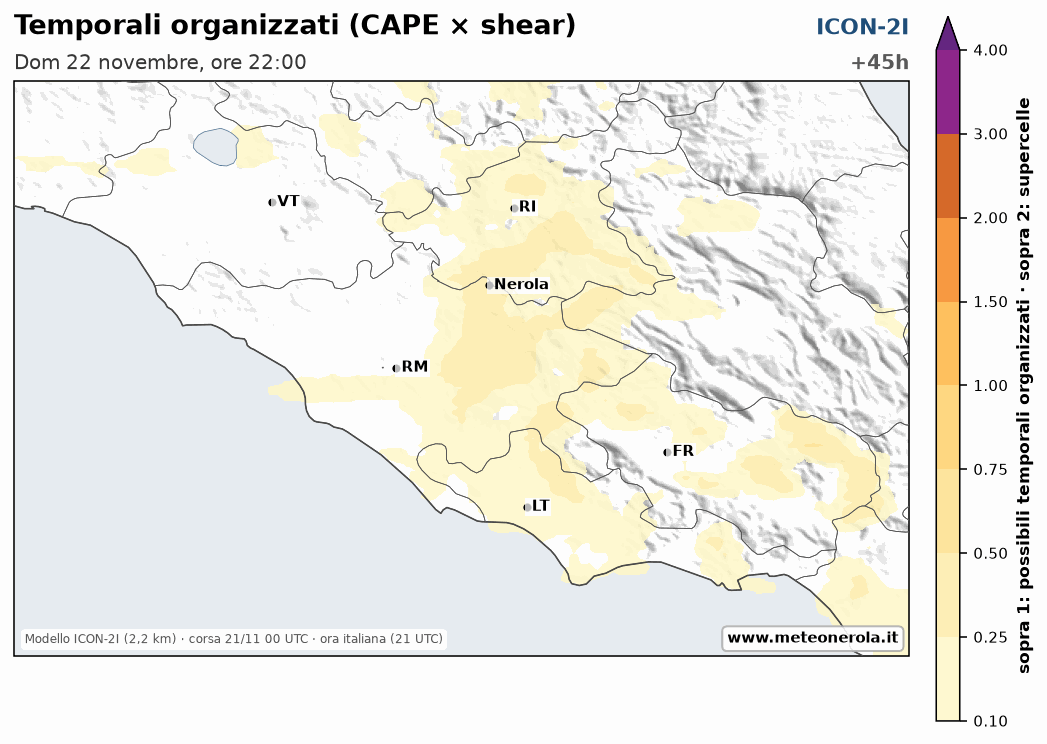 Temporali organizzati (CAPE × shear)
ICON-2I
Dom 22 novembre, ore 22:00
+45h
VT
RI
Nerola
RM
FR
LT
Modello ICON-2I (2,2 km) · corsa 21/11 00 UTC · ora italiana (21 UTC)
www.meteonerola.it
4.00
3.00
2.00
1.50
1.00
0.75
0.50
0.25
0.10
sopra 1: possibili temporali organizzati · sopra 2: supercelle